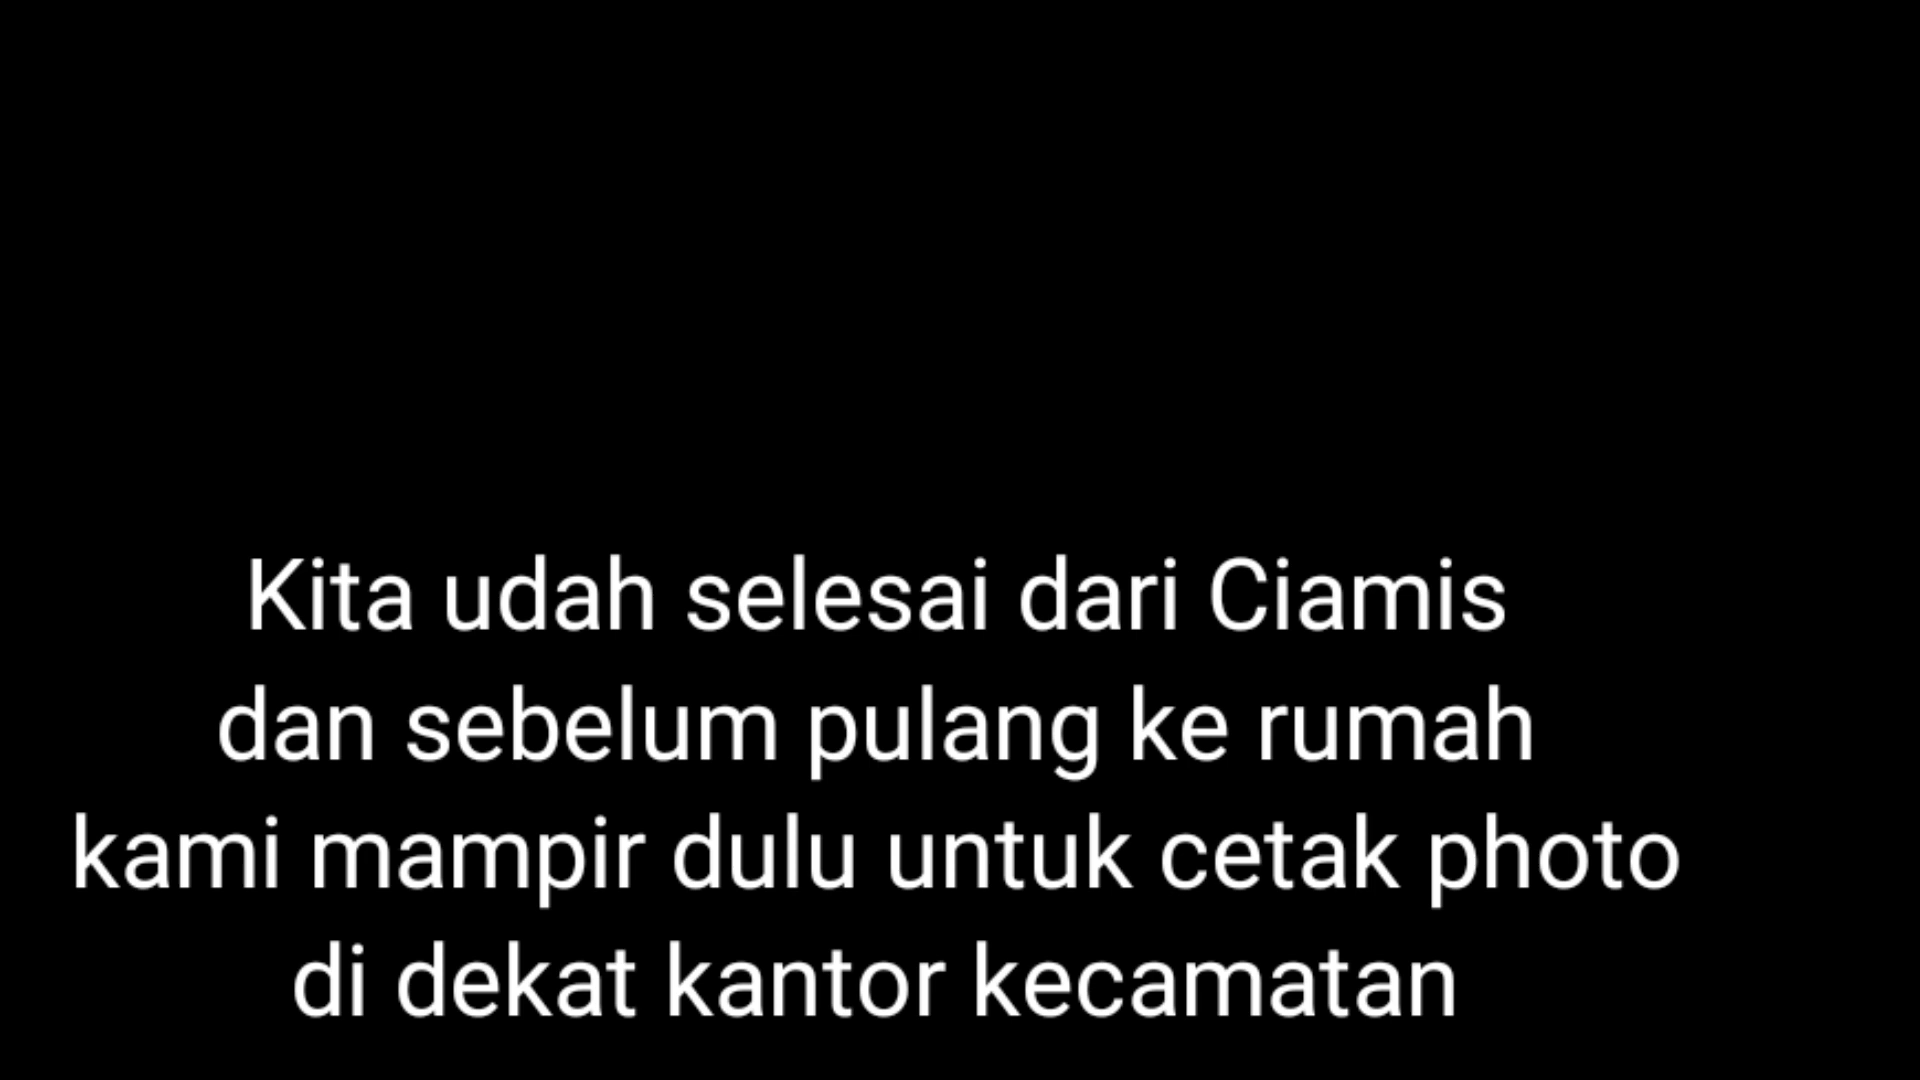 Kita udah selesai dari Ciamis
dan sebelum pulang ke rumah
kami mampir dulu untuk cetak photo
di dekat kantor kecamatan